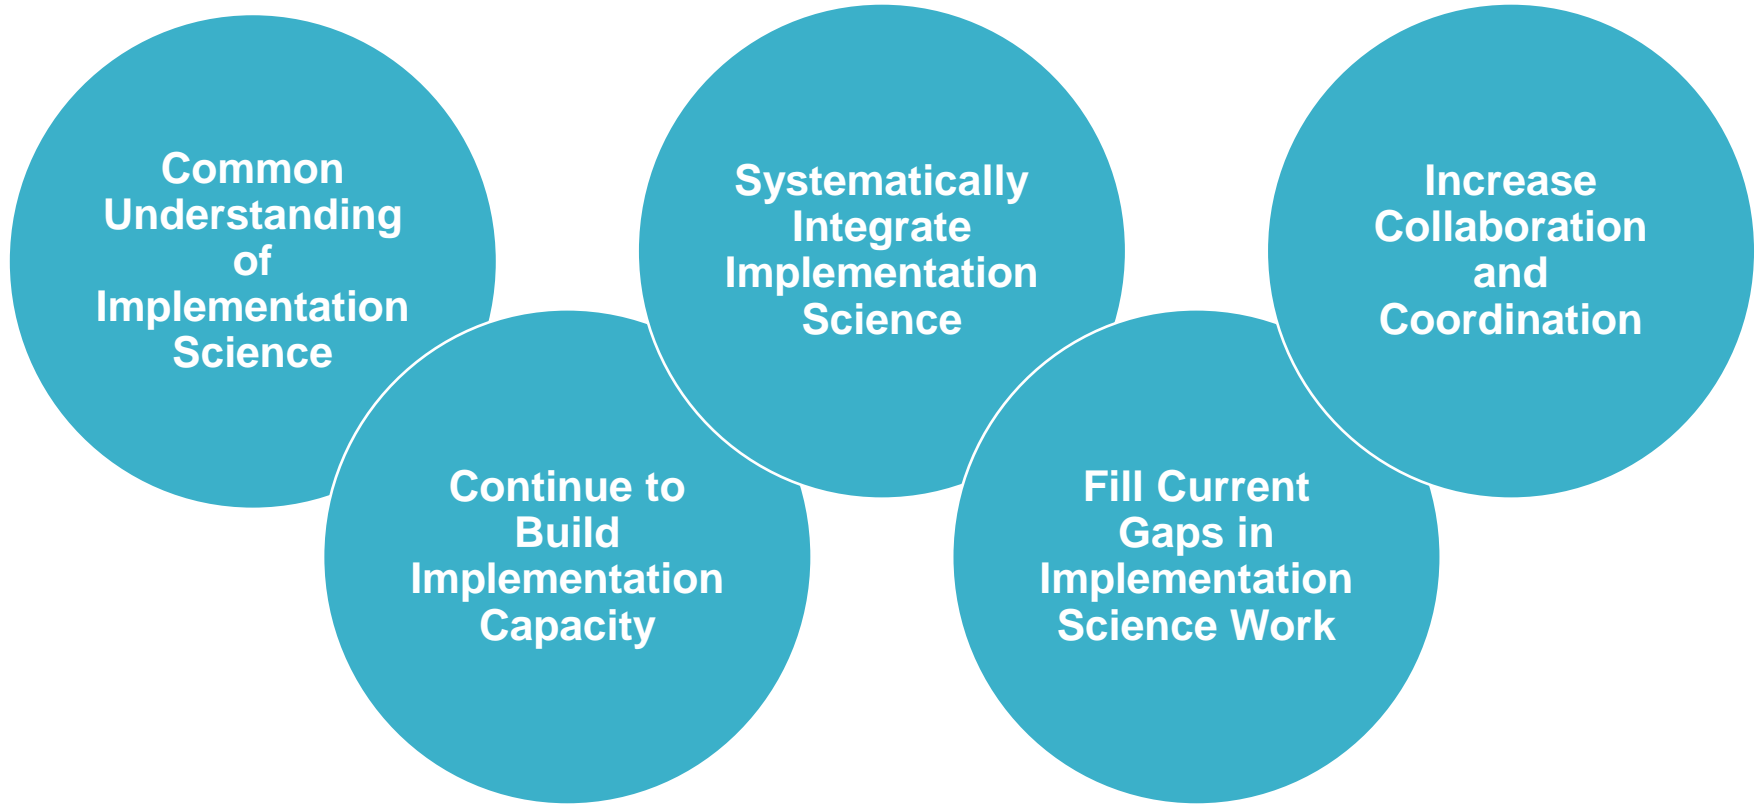 Common
Understanding
of
Implementation
Science
Continue to
Build
Implementation
Capacity
Systematically
Integrate
Implementation
Science
Fill Current
Gaps in
Implementation
Science Work
Increase
Collaboration
and
Coordination